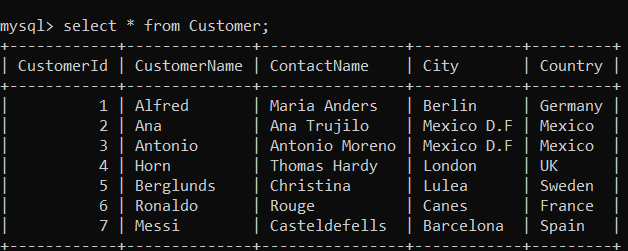 mysql> select * from Customer;
+------------+--------------+----------------+-------------+---------+
| CustomerId | CustomerName | ContactName    | City        | Country |
+------------+--------------+----------------+-------------+---------+
|          1 | Alfred       | Maria Anders   | Berlin      | Germany |
|          2 | Ana          | Ana Trujilo    | Mexico D.F  | Mexico  |
|          3 | Antonio      | Antonio Moreno | Mexico D.F  | Mexico  |
|          4 | Horn         | Thomas Hardy   | London      | UK      |
|          5 | Berglunds    | Christina      | Lulea       | Sweden  |
|          6 | Ronaldo      | Rouge          | Canes       | France  |
|          7 | Messi        | Casteldefells  | Barcelona   | Spain   |
+------------+--------------+----------------+-------------+---------+